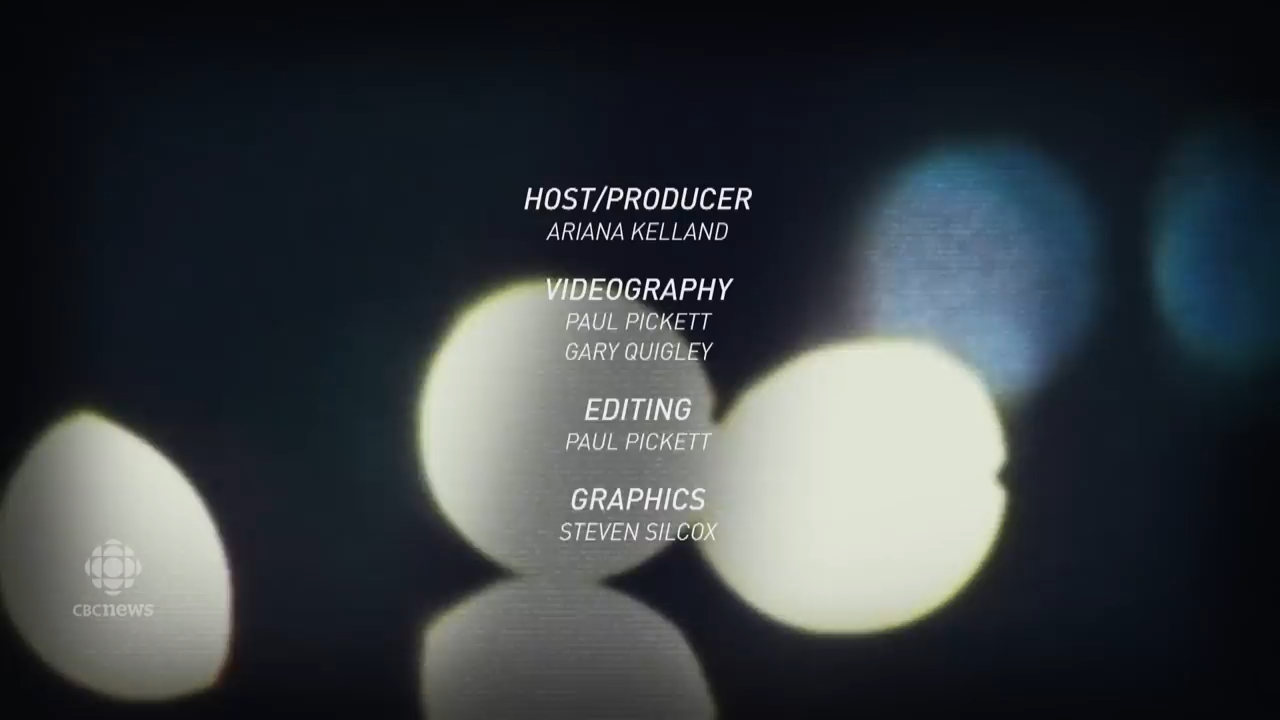 HOST/PRODUCER
ARIANA KELLAND
VIDEOGRAPHY
PAUL PICKETT
GARY QUIGLEY
EDITING
PAUL PICKETT
GRAPHICS
STEVEN SILCOX
CBCnews